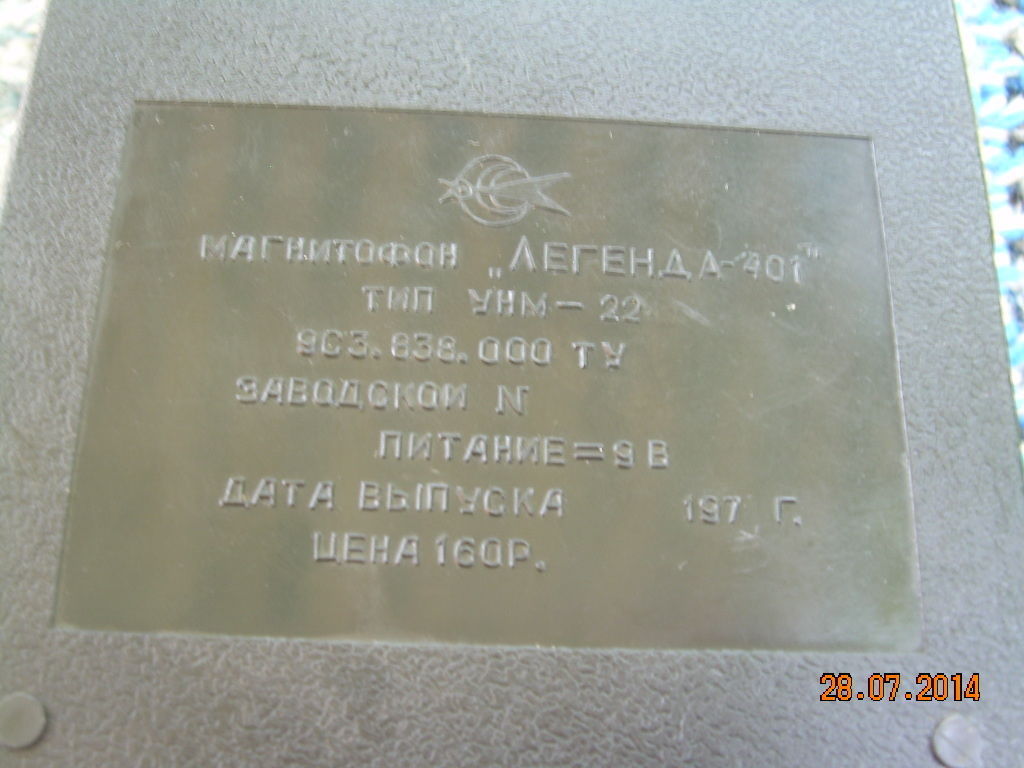 МАГНИТОФОН „ЛЕГЕНДА-401"
ТИП УНМ-22
9С3.838.000 ТУ
ЗАВОДСКОЙ N
ПИТАНИЕ=9В
ДАТА ВЫПУСКА 197 Г.
ЦЕНА 160Р.
28.07.2014